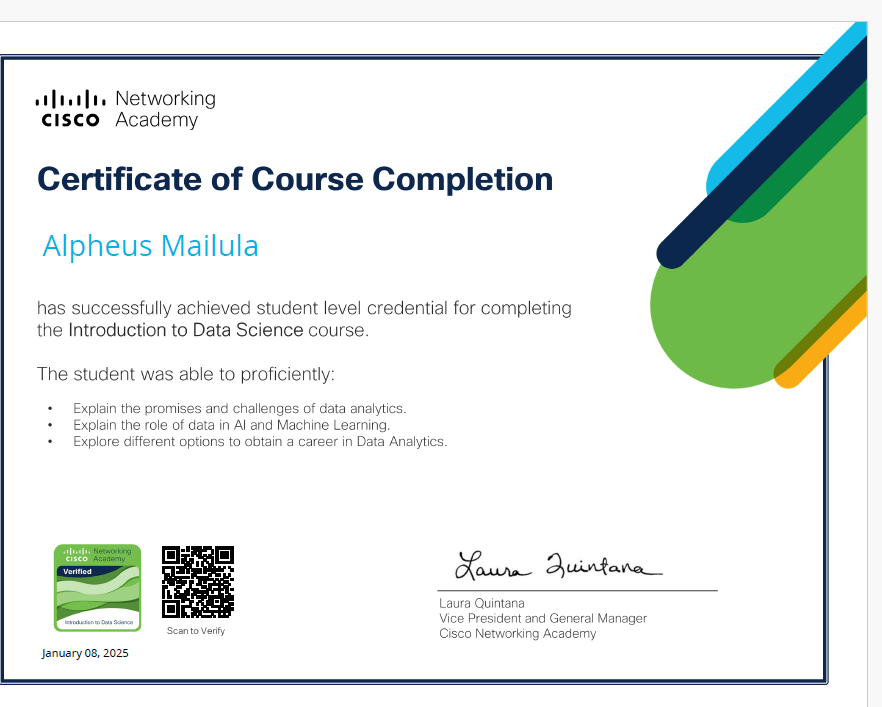 Networking
CISCO Academy
Certificate of Course Completion
Alpheus Mailula
has successfully achieved student level credential for completing
the Introduction to Data Science course.
The student was able to proficiently:
• Explain the promises and challenges of data analytics.
• Explain the role of data in AI and Machine Learning.
• Explore different options to obtain a career in Data Analytics.
Networking
CISCO Academy
Verified
Introduction to Data Science
Scan to Verify
January 08, 2025
Laura Quintana
Laura Quintana
Vice President and General Manager
Cisco Networking Academy